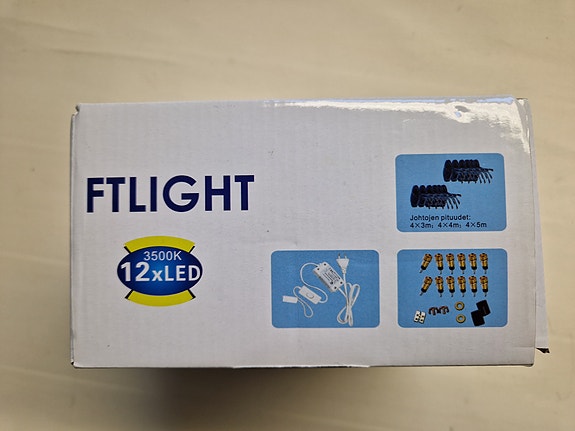 FTLIGHT
3500K
12xLED
Johtojen pituudet:
4×3m; 4×4m; 4×5m